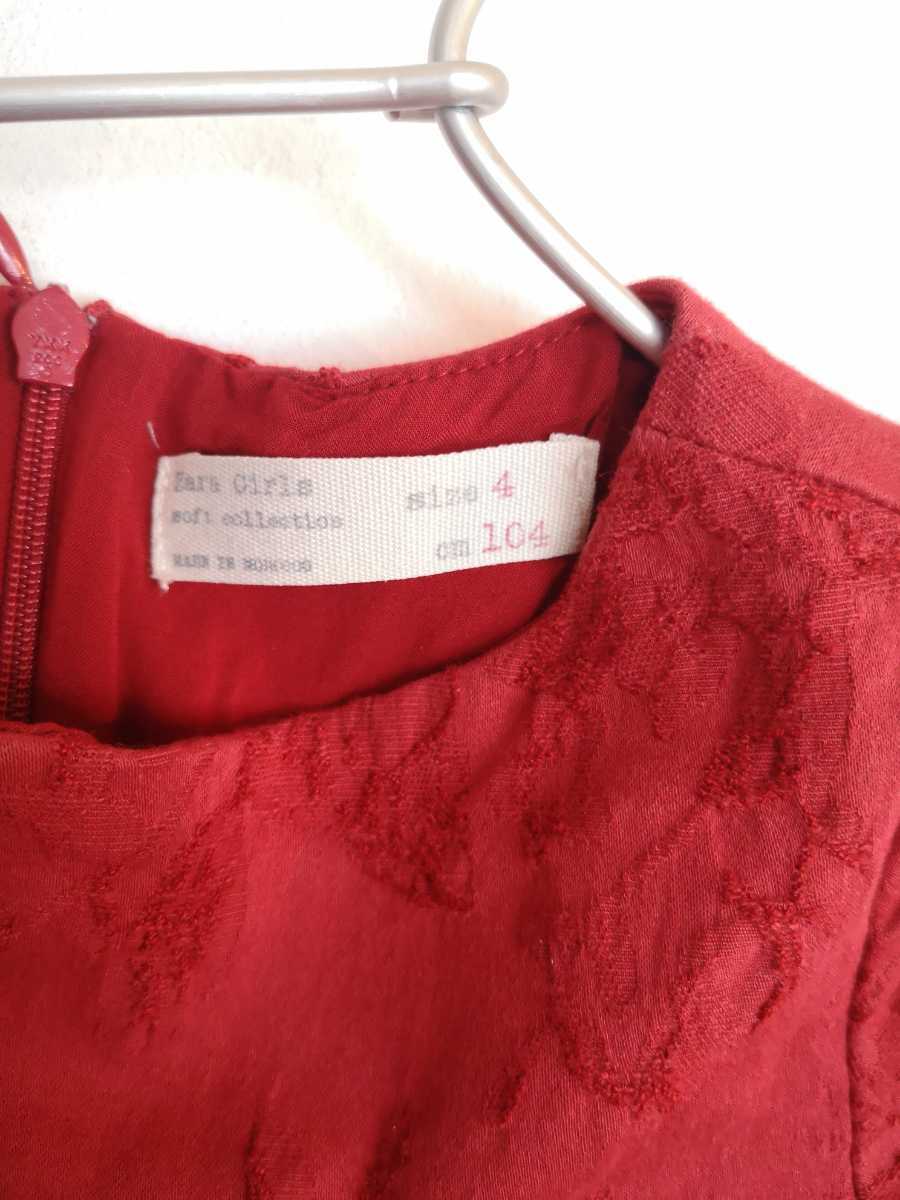 Zara Girls
soft collection
MADE IN MOROCCO
size 4
cm 104